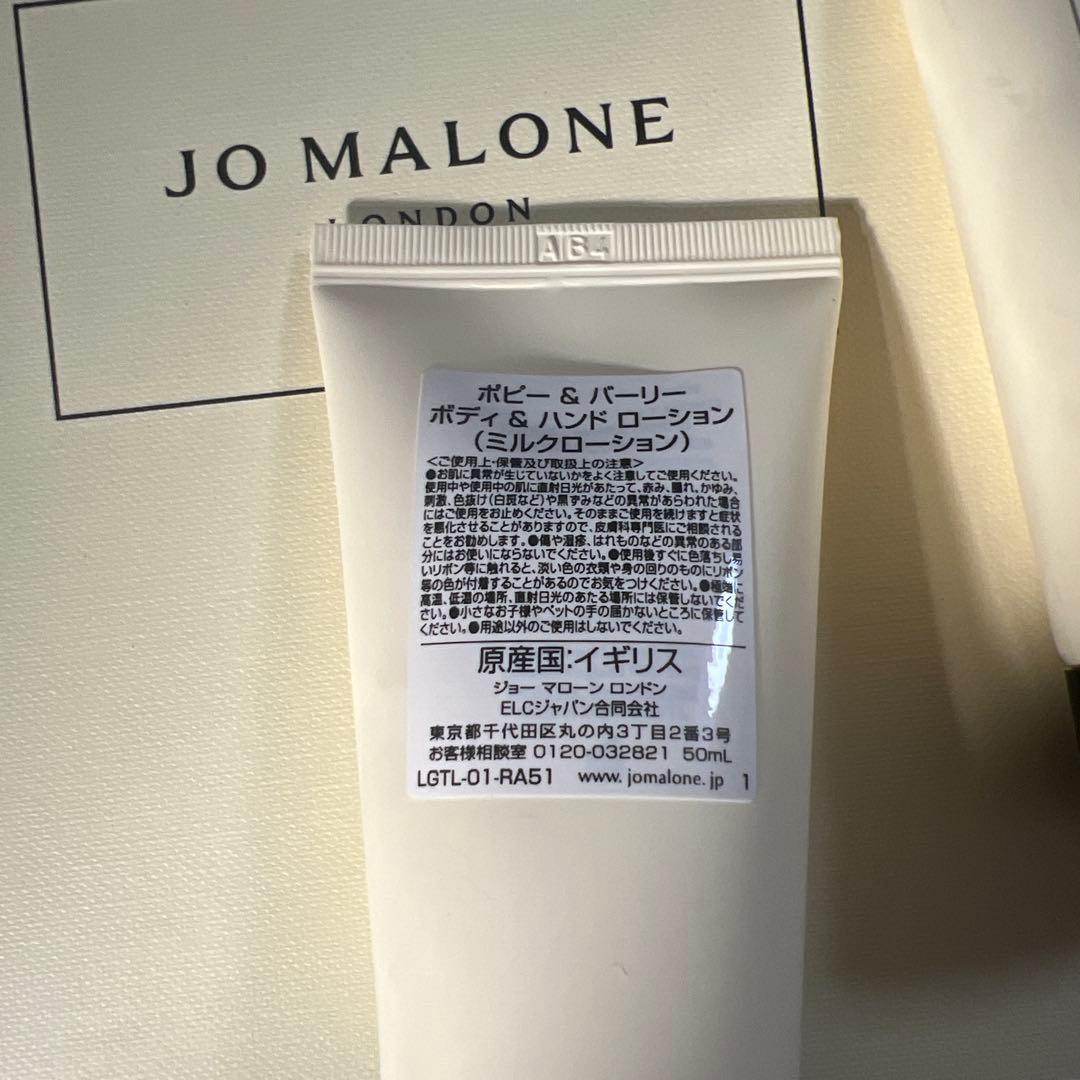 JO MALONE
LONDON
AB4
ポピー & バーリー
ボディ & ハンド ローション
(ミルクローション)
<ご使用上・保管及び取扱上の注意>
●お肌に異常が生じていないかをよく注意してご使用ください。
使用中や使用中の肌に直射日光があたって、赤み、腫れ、かゆみ、
刺激、色抜け(白斑など)や黒ずみなどの異常があらわれた場合
にはご使用をお止めください。そのままご使用を続けますと症状
を悪化させることがありますので、皮膚科専門医にご相談される
ことをお勧めします。●傷や湿疹、はれものなどの異常のある部
分にはお使いにならないでください。●使用後すぐに色落ちし易
いリボン等に触れると、淡い色の衣類や身の回りのものにリボン
等の色が付着することがあるのでお気をつけください。●極端に
高温、低温の場所、直射日光のあたる場所には保管しないでくだ
さい。●小さなお子様やペットの手の届かないところに保管して
ください。●用途以外のご使用はしないでください。
原産国:イギリス
ジョー マローン ロンドン
ELCジャパン合同会社
東京都千代田区丸の内3丁目2番3号
お客様相談室 0120-032821 50mL
LGTL-01-RA51 www. jomalone. jp 1